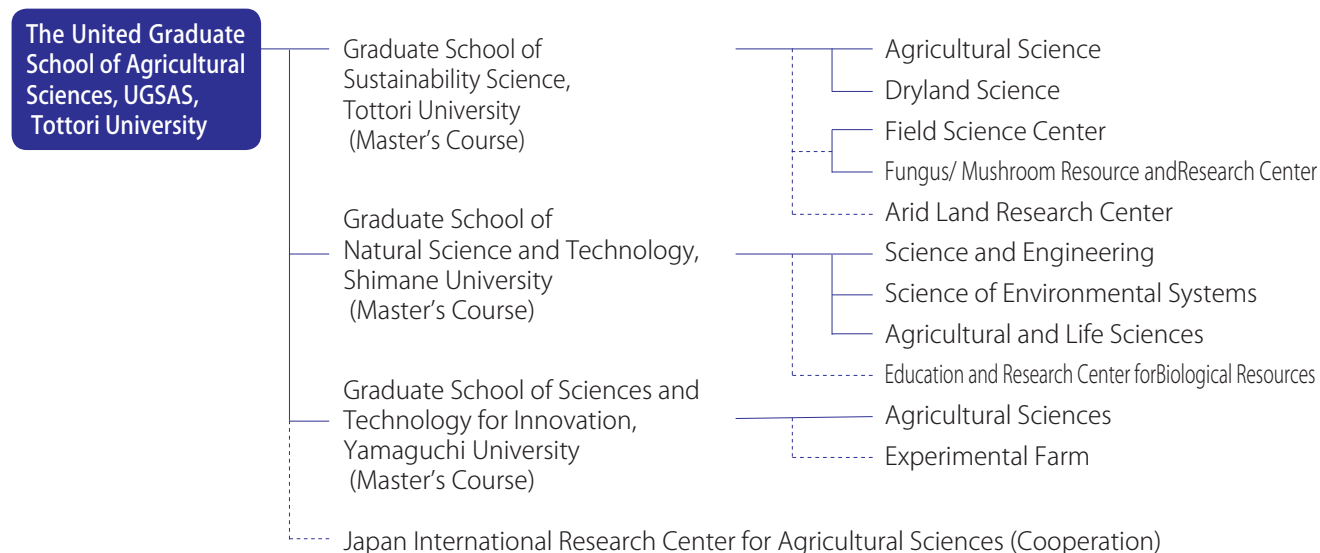 The United Graduate
School of Agricultural
Sciences, UGSAS,
Tottori University
Graduate School of
Sustainability Science,
Tottori University
(Master’s Course)
Agricultural Science
Dryland Science
Field Science Center
Fungus/ Mushroom Resource andResearch Center
Arid Land Research Center
Graduate School of
Natural Science and Technology,
Shimane University
(Master’s Course)
Science and Engineering
Science of Environmental Systems
Agricultural and Life Sciences
Education and Research Center forBiological Resources
Graduate School of Sciences and
Technology for Innovation,
Yamaguchi University
(Master’s Course)
Agricultural Sciences
Experimental Farm
Japan International Research Center for Agricultural Sciences (Cooperation)